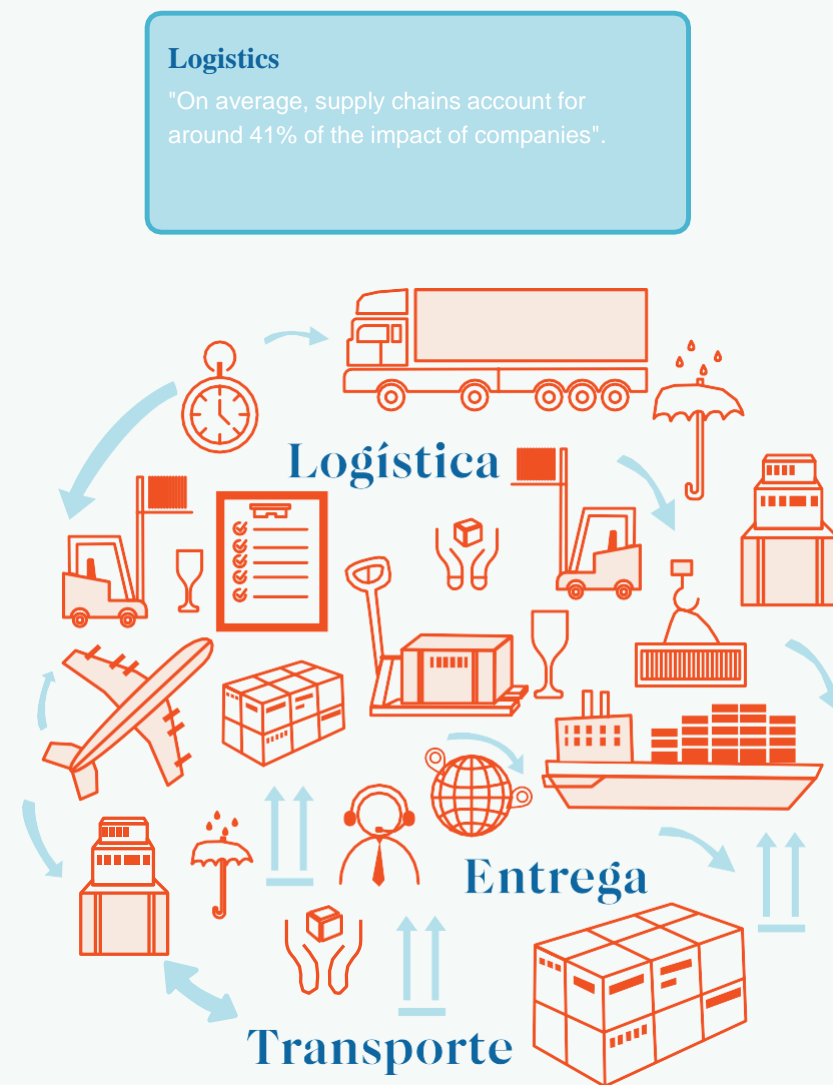 Logistics
"On average, supply chains account for
around 41% of the impact of companies".
Logística
Entrega
Transporte